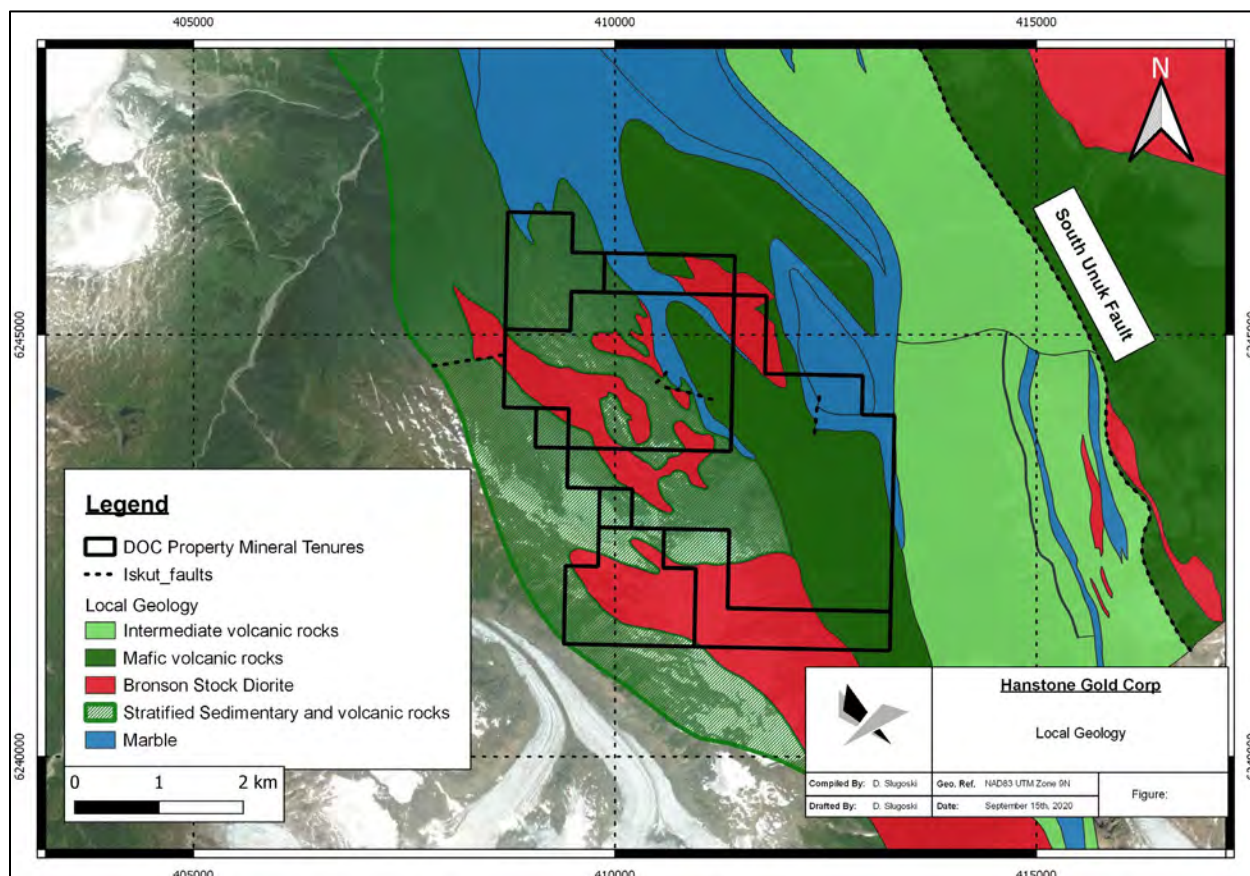 405000
410000
415000
N
South Unuk Fault
6245000
6245000
Legend
DOC Property Mineral Tenures
Iskut_faults
Local Geology
Intermediate volcanic rocks
Mafic volcanic rocks
Bronson Stock Diorite
Stratified Sedimentary and volcanic rocks
Marble
0 1 2 km
6240000
6240000
Hanstone Gold Corp
Local Geology
Compiled By: D. Slugoski
Geo. Ref. NAD83 UTM Zone 9N
Drafted By: D. Slugoski
Date: September 15th, 2020
Figure:
405000
410000
415000